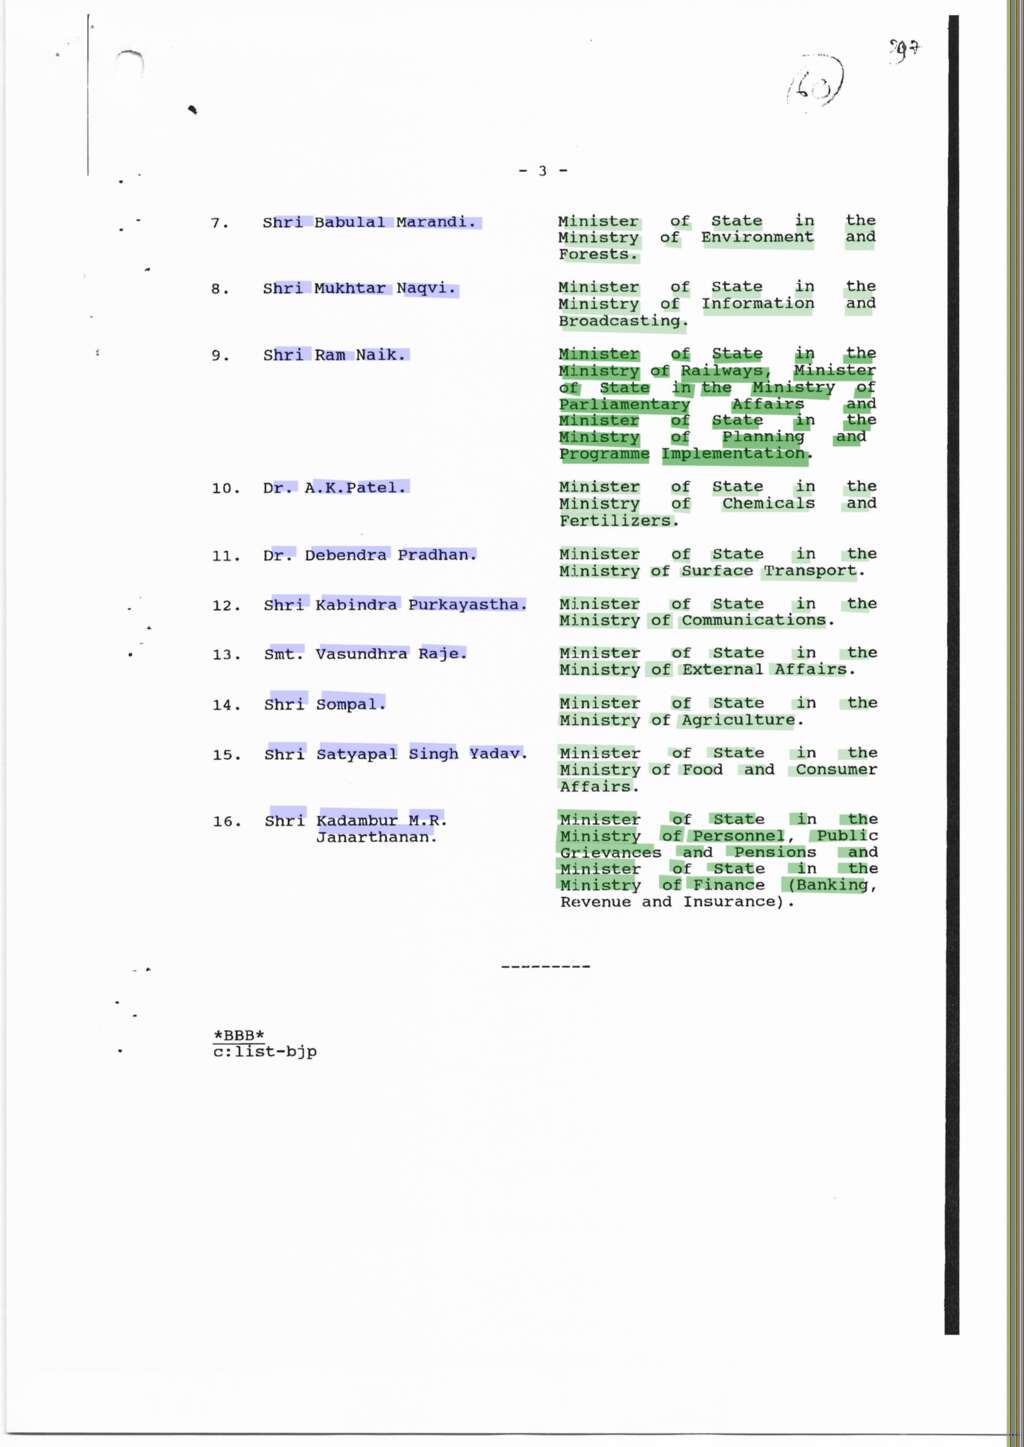 397
(60)
- 3 -
7. Shri Babulal Marandi. Minister of State in the
Ministry of Environment and
Forests.
8. Shri Mukhtar Naqvi. Minister of State in the
Ministry of Information and
Broadcasting.
9. Shri Ram Naik. Minister of State in the
Ministry of Railways, Minister
of State in the Ministry of
Parliamentary Affairs and
Minister of State in the
Ministry of Planning and
Programme Implementation.
10. Dr. A.K.Patel. Minister of State in the
Ministry of Chemicals and
Fertilizers.
11. Dr. Debendra Pradhan. Minister of State in the
Ministry of Surface Transport.
12. Shri Kabindra Purkayastha. Minister of State in the
Ministry of Communications.
13. Smt. Vasundhra Raje. Minister of State in the
Ministry of External Affairs.
14. Shri Sompal. Minister of State in the
Ministry of Agriculture.
15. Shri Satyapal Singh Yadav. Minister of State in the
Ministry of Food and Consumer
Affairs.
16. Shri Kadambur M.R. Minister of State in the
Janarthanan. Ministry of Personnel, Public
Grievances and Pensions and
Minister of State in the
Ministry of Finance (Banking,
Revenue and Insurance).
---------
*BBB*
c:list-bjp